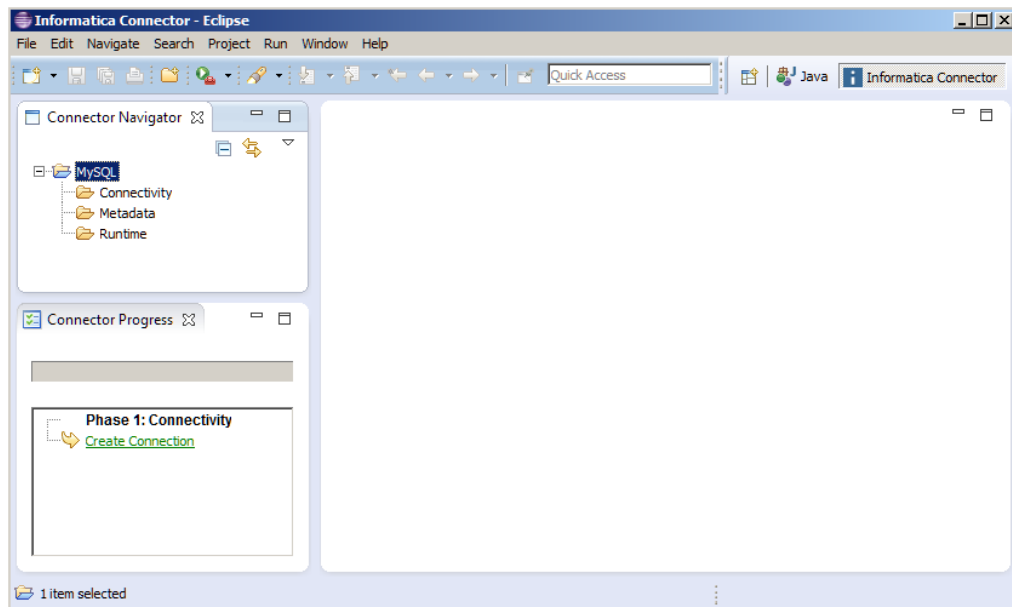 Informatica Connector - Eclipse
File Edit Navigate Search Project Run Window Help
Quick Access
Java
Informatica Connector
Connector Navigator
MySQL
Connectivity
Metadata
Runtime
Connector Progress
Phase 1: Connectivity
Create Connection
1 item selected